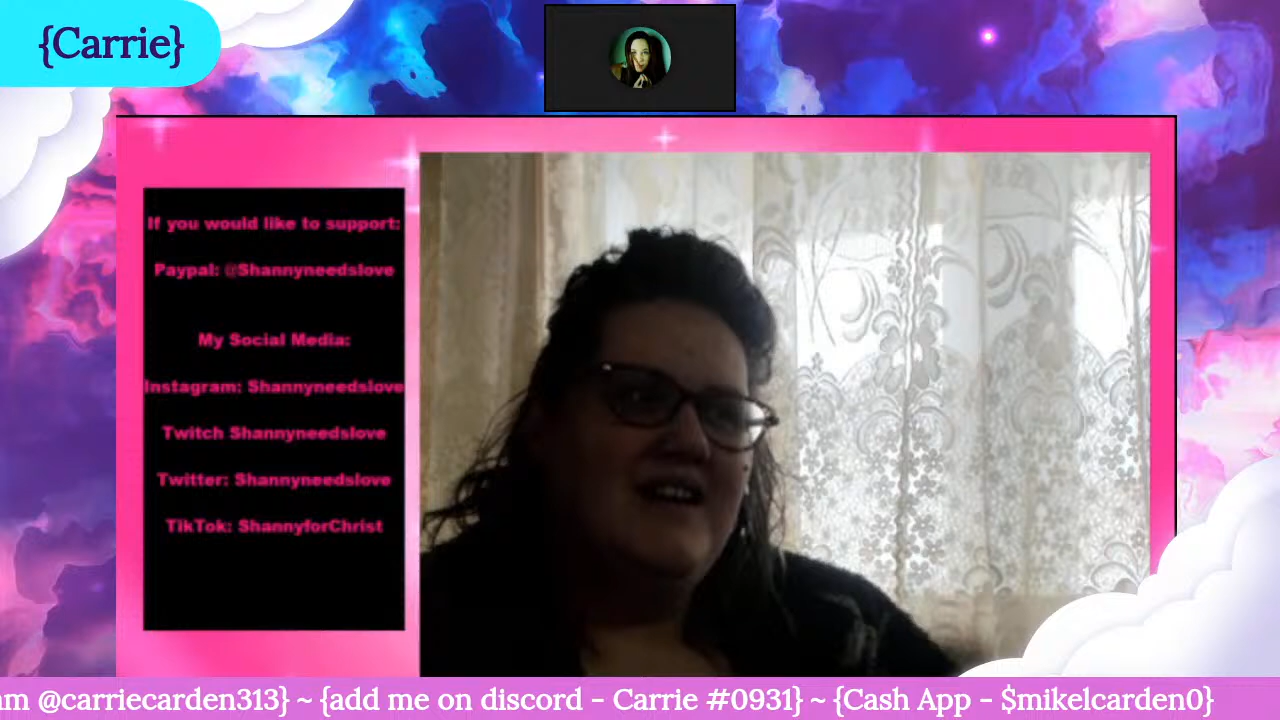 {Carrie}
If you would like to support:
Paypal: @Shannyneedslove
My Social Media:
Instagram: Shannyneedslove
Twitch Shannyneedslove
Twitter: Shannyneedslove
TikTok: ShannyforChrist
@carriecarden313} ~ {add me on discord - Carrie #0931} ~ {Cash App - $mikelcarden0}